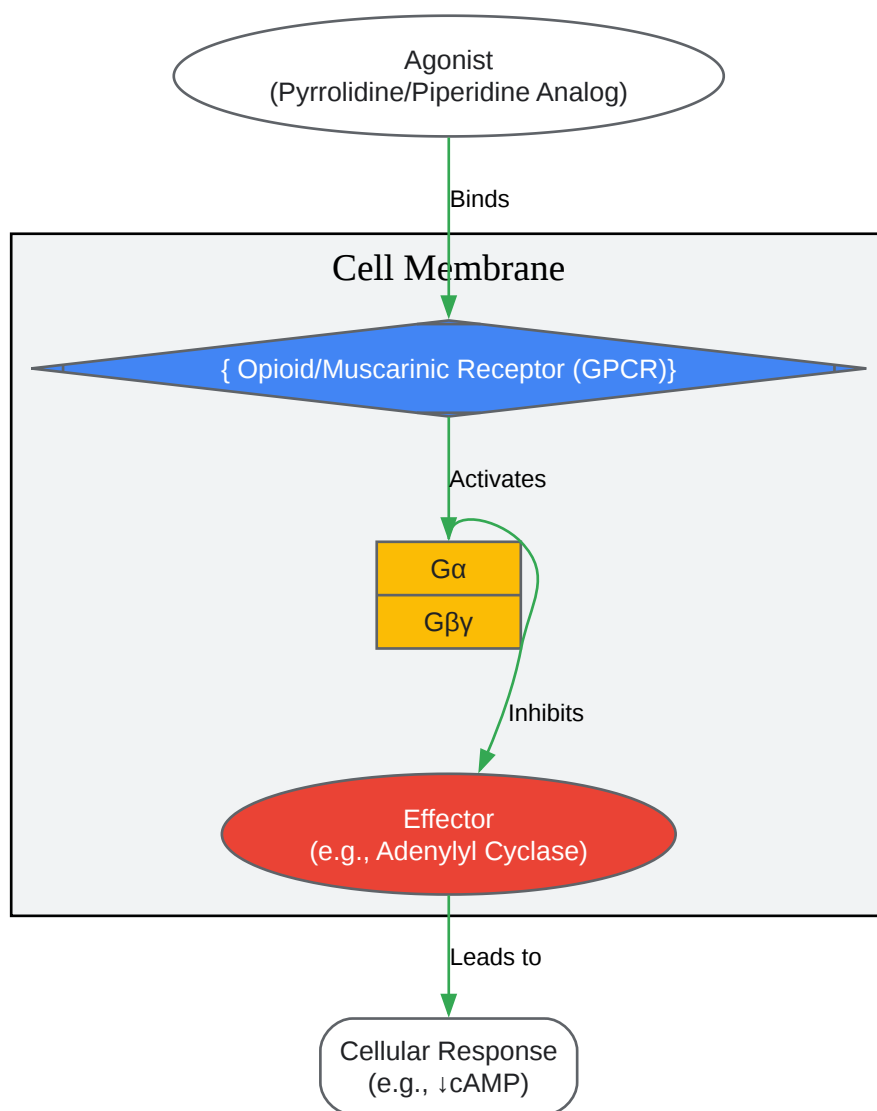 Agonist
(Pyrrolidine/Piperidine Analog)
Binds
Cell Membrane
{ Opioid/Muscarinic Receptor (GPCR)}
Activates
Gα
Gβγ
Inhibits
Effector
(e.g., Adenylyl Cyclase)
Leads to
Cellular Response
(e.g., ↓cAMP)